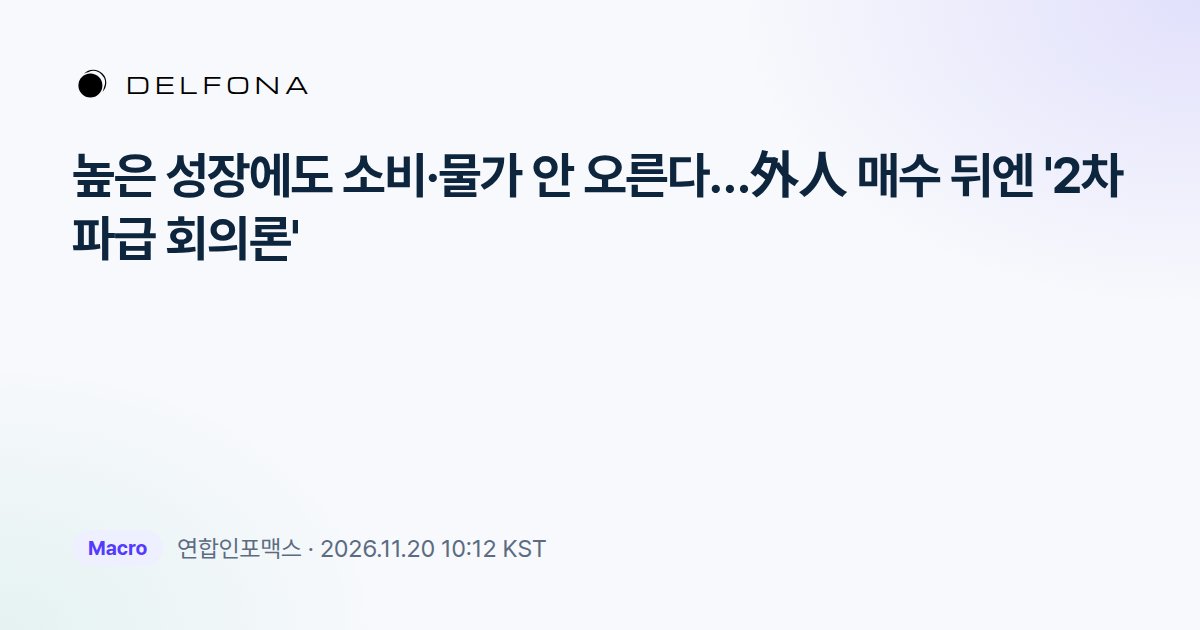 DELFONA
높은 성장에도 소비·물가 안 오른다…外人 매수 뒤엔 '2차
파급 회의론'
Macro 연합인포맥스 · 2026.11.20 10:12 KST